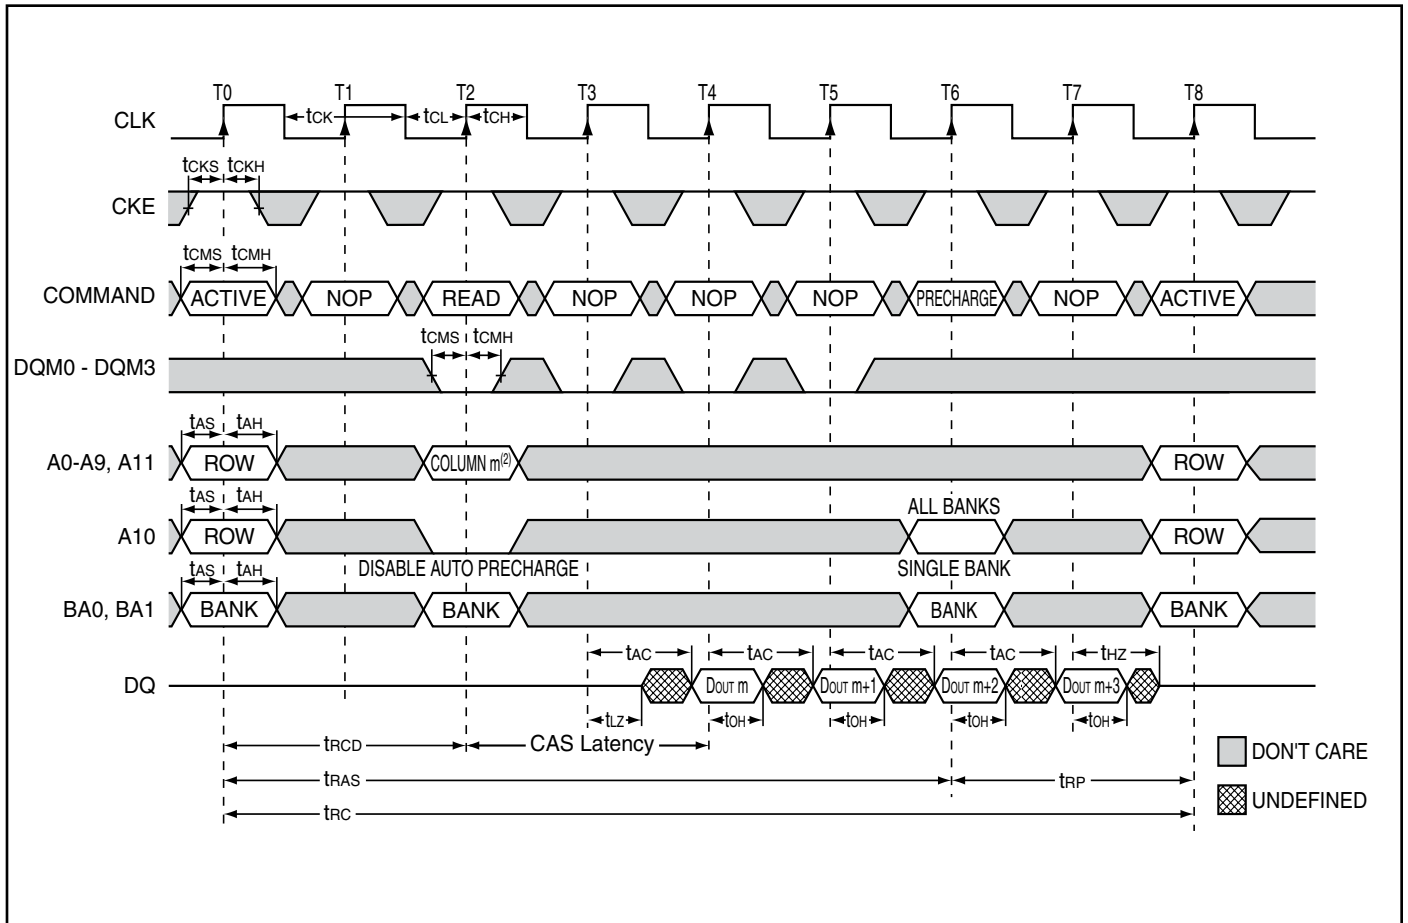 T0 T1 T2 T3 T4 T5 T6 T7 T8
CLK tCK tCL tCH
tCKS tCKH
CKE
tCMS tCMH
COMMAND ACTIVE NOP READ NOP NOP NOP PRECHARGE NOP ACTIVE
tCMS tCMH
DQM0 - DQM3
tAS tAH
A0-A9, A11 ROW COLUMN m(2) ROW
tAS tAH ALL BANKS
A10 ROW ROW
tAS tAH DISABLE AUTO PRECHARGE SINGLE BANK
BA0, BA1 BANK BANK BANK BANK
tAC tAC tAC tAC tHZ
DQ DOUT m DOUT m+1 DOUT m+2 DOUT m+3
tLZ tOH tOH tOH tOH
tRCD CAS Latency
DON'T CARE
tRAS tRP
UNDEFINED
tRC